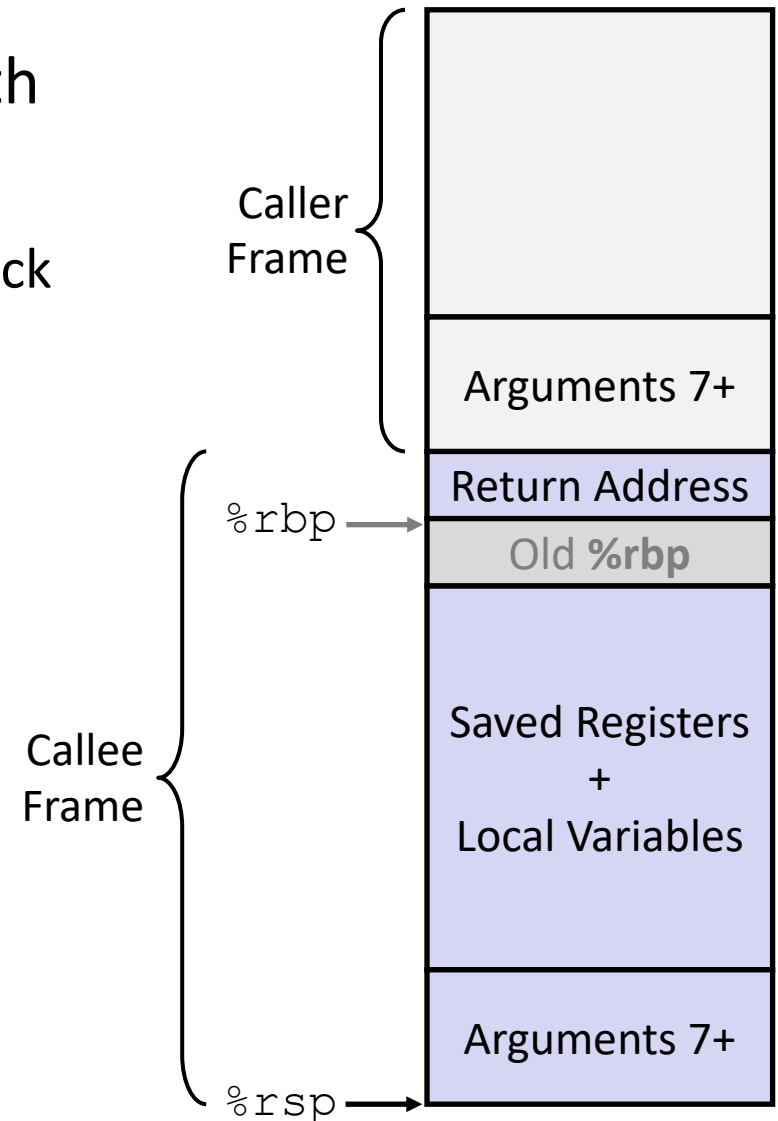 th
ck
Caller
Frame
Arguments 7+
Return Address
%rbp
Old %rbp
Saved Registers
+
Local Variables
Callee
Frame
Arguments 7+
%rsp